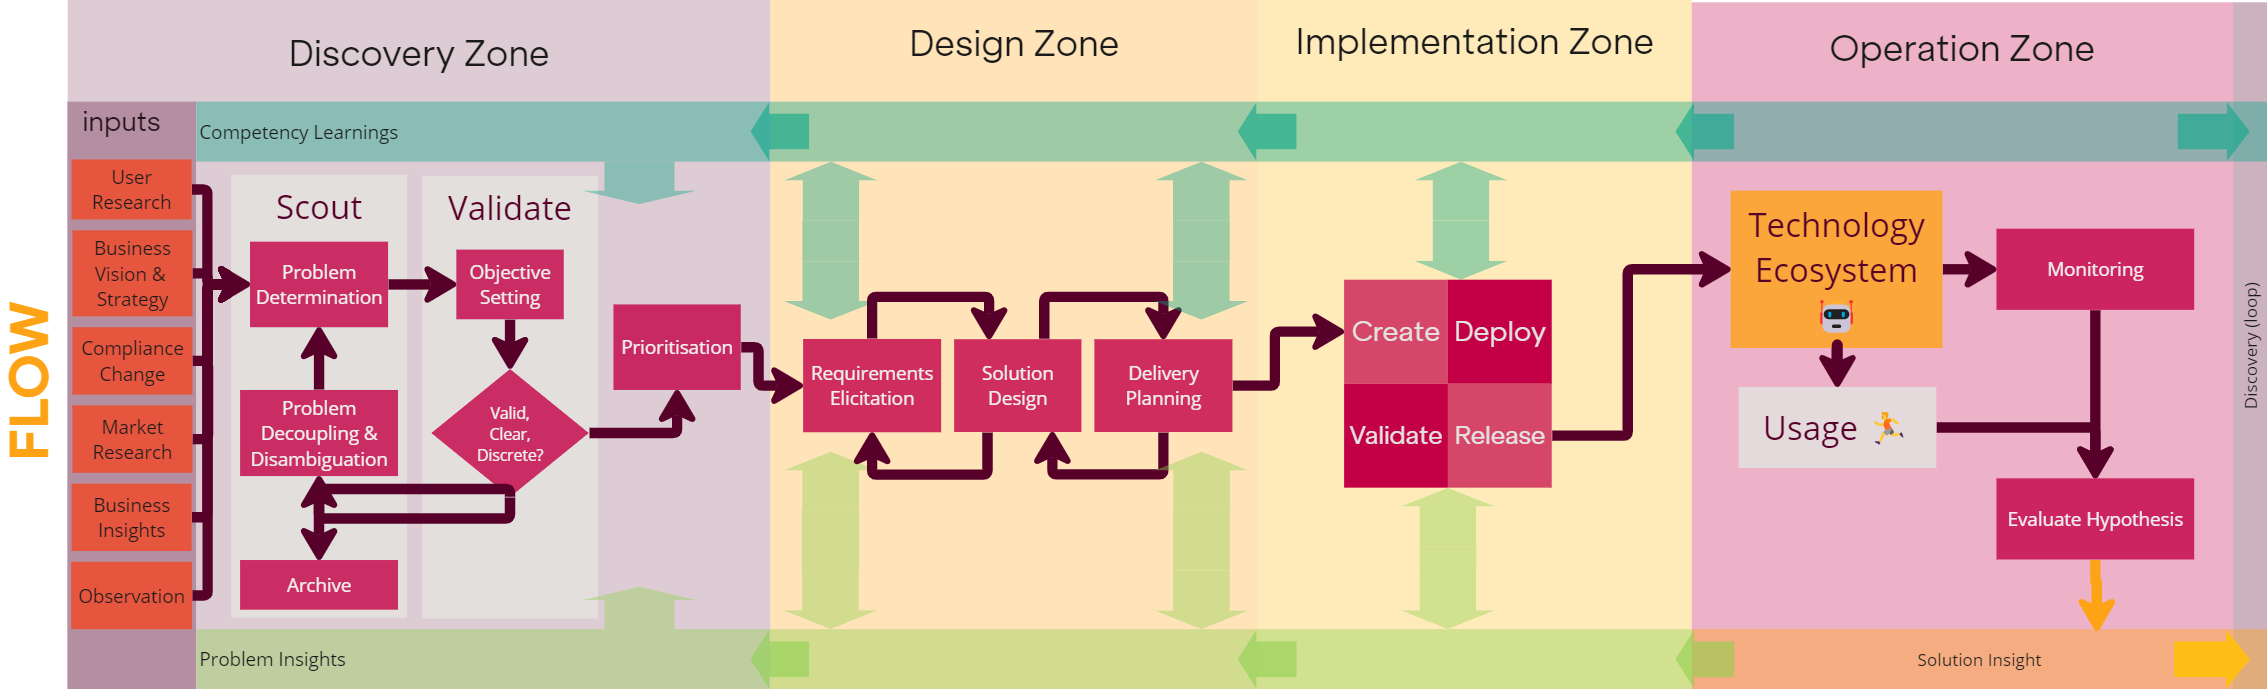 FLOW
Discovery Zone
Design Zone
Implementation Zone
Operation Zone
inputs
Competency Learnings
User
Research
Business
Vision &
Strategy
Compliance
Change
Market
Research
Business
Insights
Observation
Scout
Problem
Determination
Problem
Decoupling &
Disambiguation
Archive
Validate
Objective
Setting
Valid,
Clear,
Discrete?
Prioritisation
Requirements
Elicitation
Solution
Design
Delivery
Planning
Create
Deploy
Validate
Release
Technology
Ecosystem
Usage
Monitoring
Evaluate Hypothesis
Discovery (loop)
Problem Insights
Solution Insight